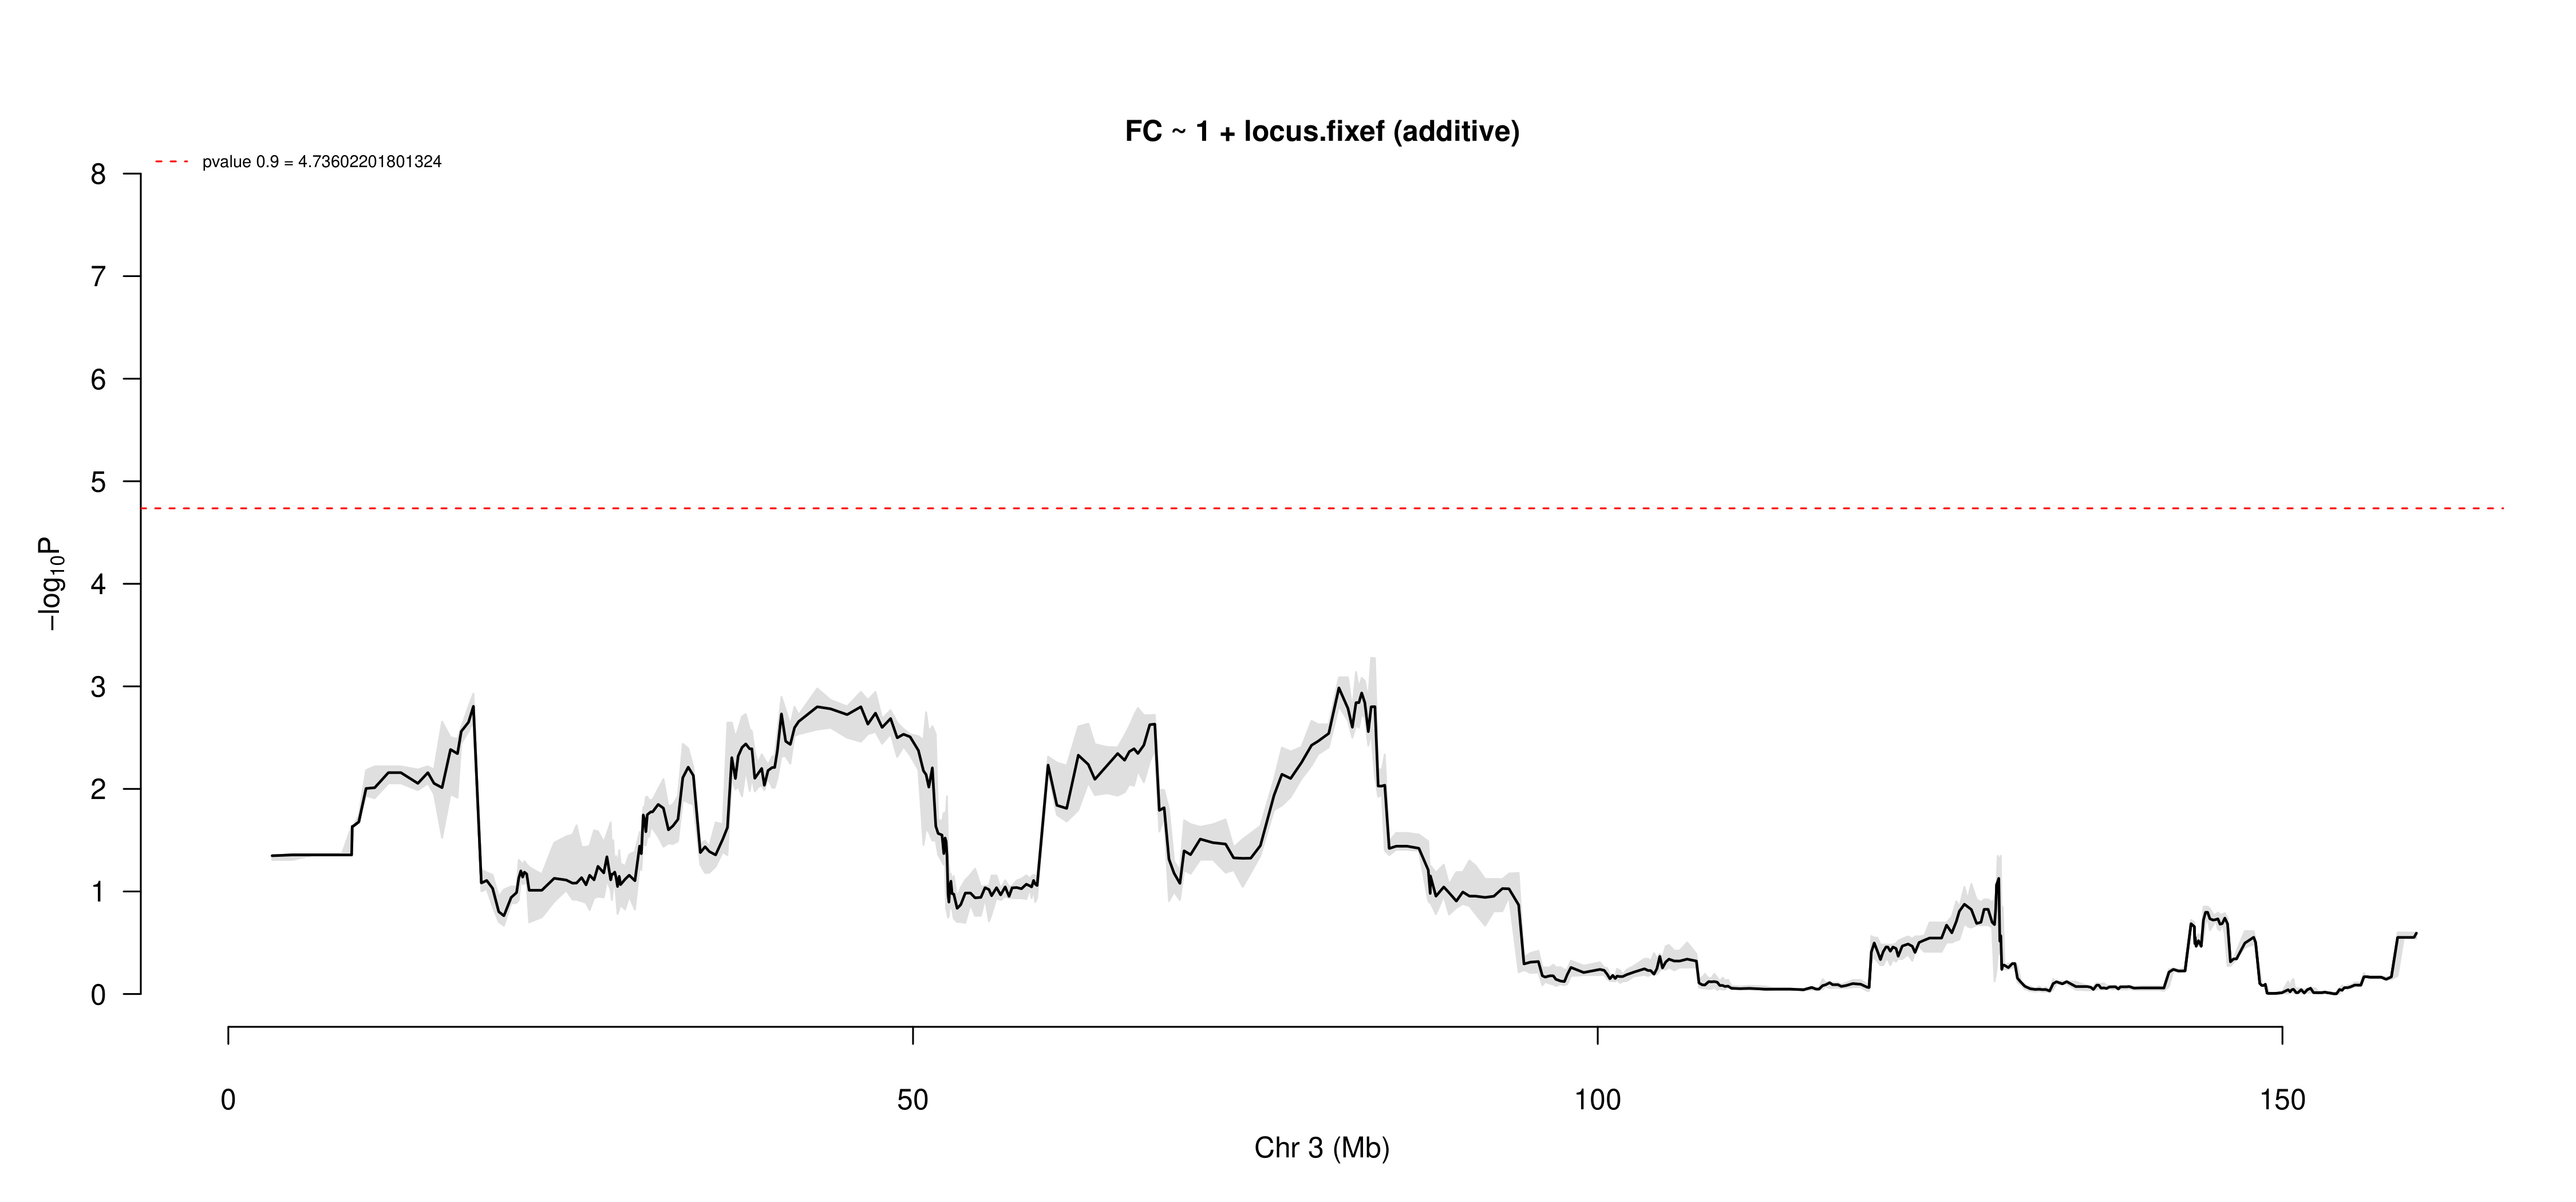 FC ~ 1 + locus.fixef (additive)
pvalue 0.9 = 4.73602201801324
8
7
6
5
4
3
2
1
0
−log10P
0 50 100 150
Chr 3 (Mb)